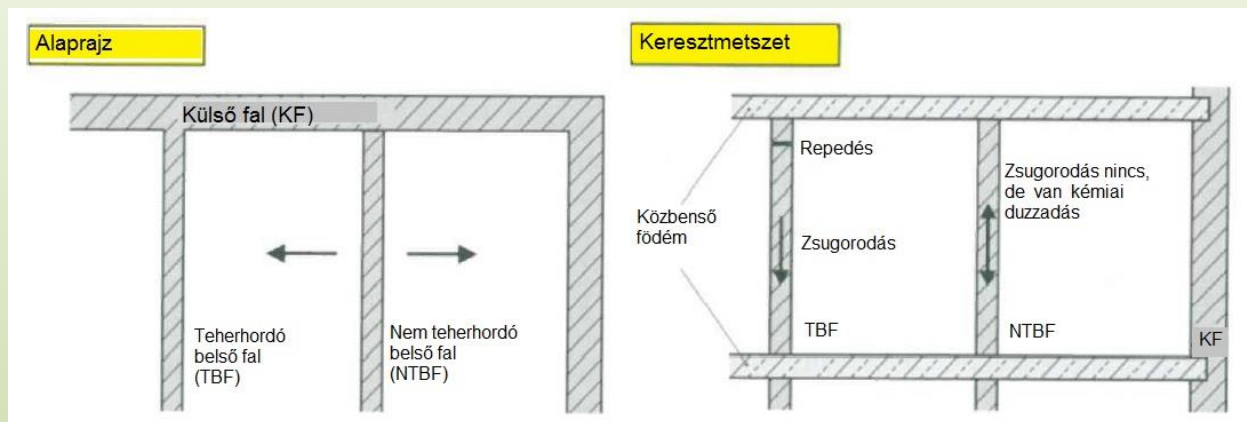 Alaprajz
Külső fal (KF)
Teherhordó
belső fal
(TBF)
Nem teherhordó
belső fal
(NTBF)
Keresztmetszet
Repedés
Zsugorodás nincs,
de van kémiai
duzzadás
Közbenső
födém
Zsugorodás
TBF
NTBF
KF